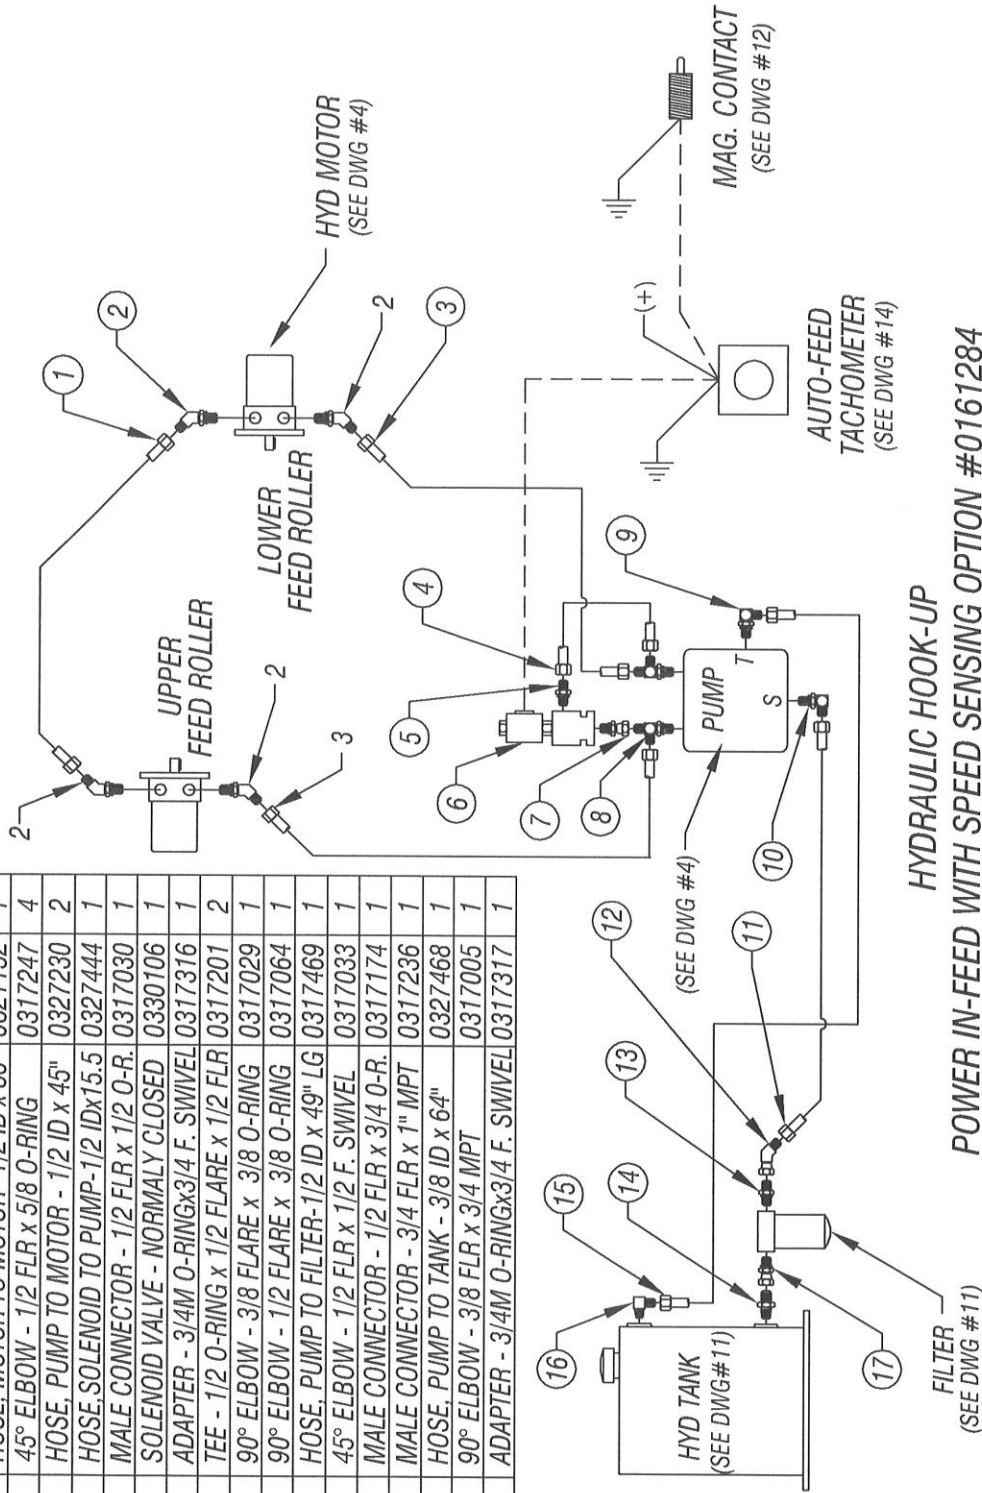 45° ELBOW - 1/2 FLR x 5/8 O-RING 0317247 4
HOSE, PUMP TO MOTOR - 1/2 ID x 45" 0327230 2
HOSE,SOLENOID TO PUMP-1/2 IDx15.5 0327444 1
MALE CONNECTOR - 1/2 FLR x 1/2 O-R. 0317030 1
SOLENOID VALVE - NORMALY CLOSED 0330106 1
ADAPTER - 3/4M O-RINGx3/4 F. SWIVEL 0317316 1
TEE - 1/2 O-RING x 1/2 FLARE x 1/2 FLR 0317201 2
90° ELBOW - 3/8 FLARE x 3/8 O-RING 0317029 1
90° ELBOW - 1/2 FLARE x 3/8 O-RING 0317064 1
HOSE, PUMP TO FILTER-1/2 ID x 49" LG 0317469 1
45° ELBOW - 1/2 FLR x 1/2 F. SWIVEL 0317033 1
MALE CONNECTOR - 1/2 FLR x 3/4 O-R. 0317174 1
MALE CONNECTOR - 3/4 FLR x 1" MPT 0317236 1
HOSE, PUMP TO TANK - 3/8 ID x 64" 0327468 1
90° ELBOW - 3/8 FLR x 3/4 MPT 0317005 1
ADAPTER - 3/4M O-RINGx3/4 F. SWIVEL 0317317 1
1
2
HYD MOTOR
(SEE DWG #4)
2
3
LOWER
FEED ROLLER
UPPER
FEED ROLLER
2
2
3
4
5
6
7
8
9
10
PUMP
T
S
(SEE DWG #4)
MAG. CONTACT
(SEE DWG #12)
(+)
AUTO-FEED
TACHOMETER
(SEE DWG #14)
11
12
13
14
15
16
17
HYD TANK
(SEE DWG#11)
FILTER
(SEE DWG #11)
HYDRAULIC HOOK-UP
POWER IN-FEED WITH SPEED SENSING OPTION #0161284